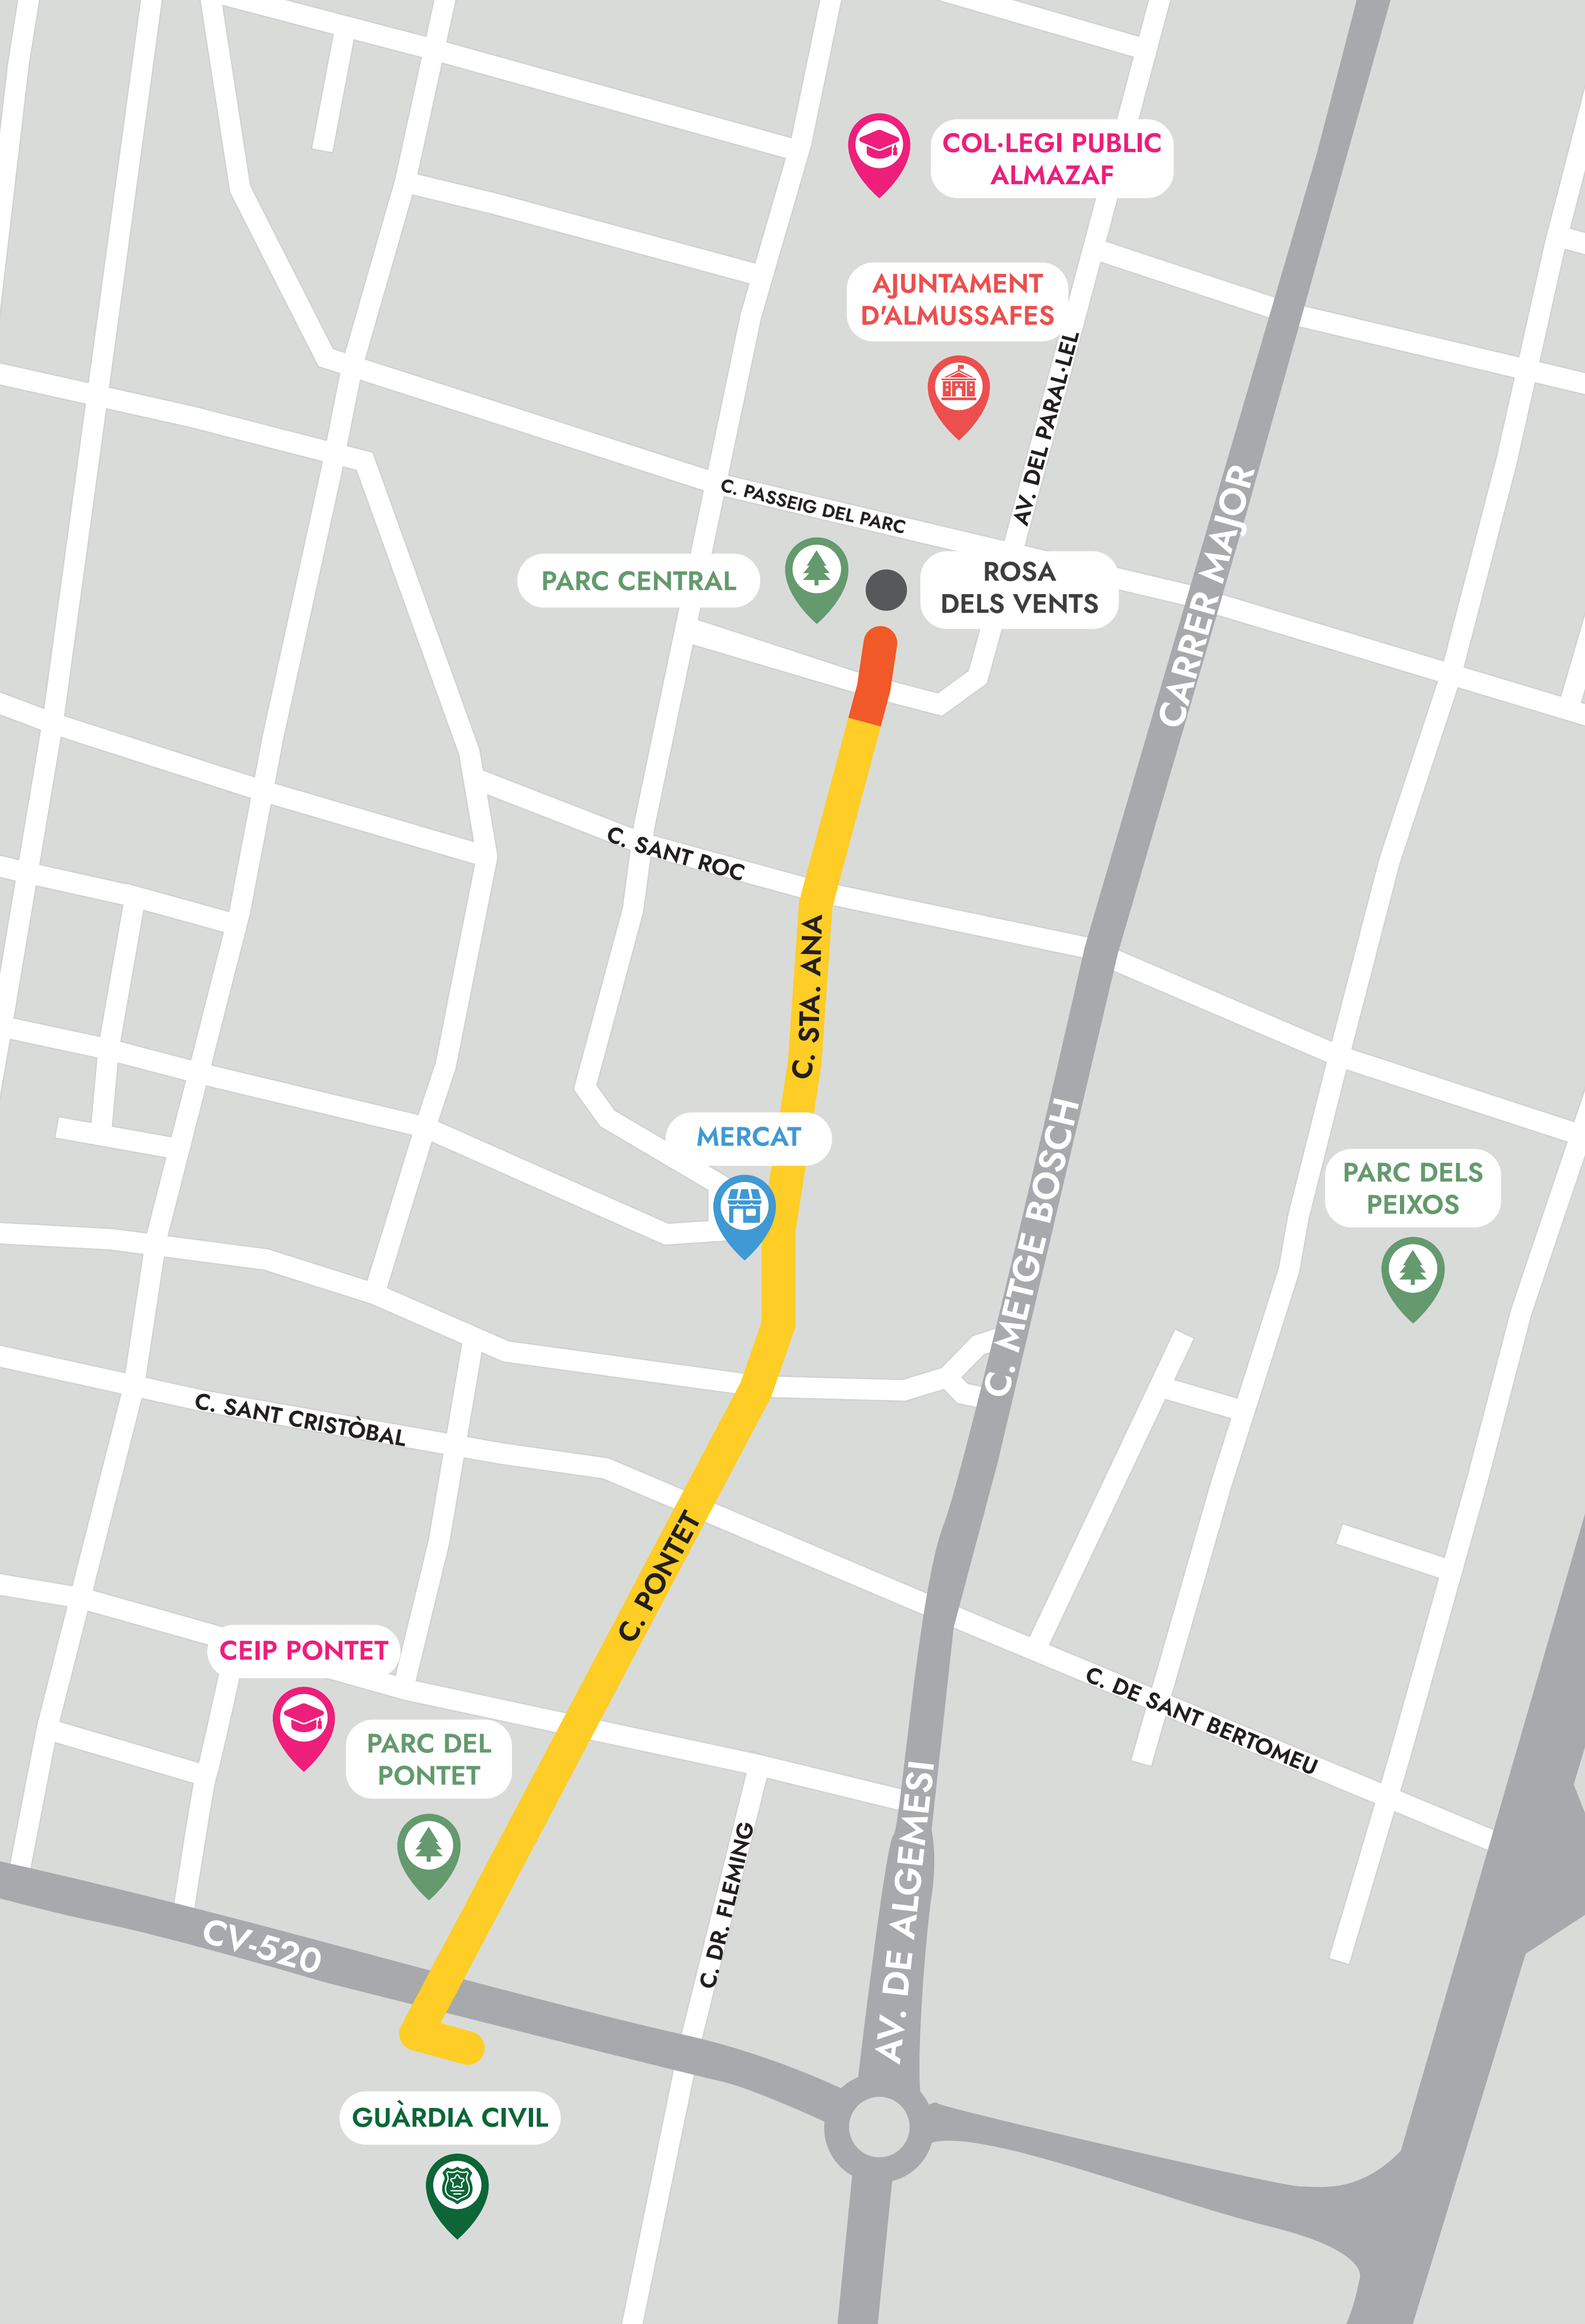 COL·LEGI PUBLIC
ALMAZAF
AJUNTAMENT
D'ALMUSSAFES
AV. DEL PARAL·LEL
C. PASSEIG DEL PARC
CARRER MAJOR
PARC CENTRAL
ROSA
DELS VENTS
C. SANT ROC
C. STA. ANA
MERCAT
C. METGE BOSCH
PARC DELS
PEIXOS
C. SANT CRISTÒBAL
C. PONTET
CEIP PONTET
C. DE SANT BERTOMEU
PARC DEL
PONTET
C. DR. FLEMING
AV. DE ALGEMESI
CV-520
GUÀRDIA CIVIL